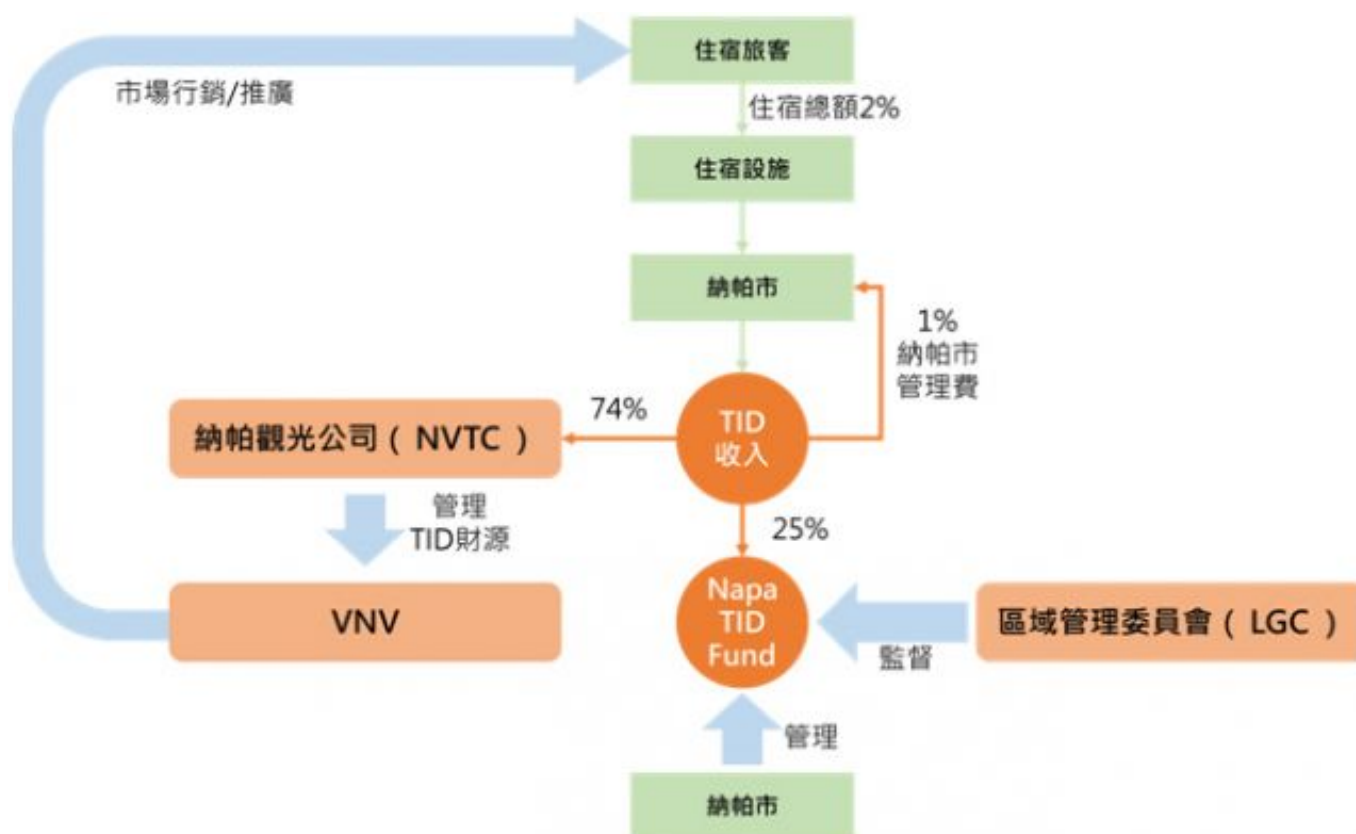 住宿旅客
市場行銷/推廣
住宿總額2%
住宿設施
納帕市
1%
納帕市
管理費
74%
TID
收入
納帕觀光公司（NVTC）
管理
TID財源
25%
Napa
TID
Fund
VNV
區域管理委員會（LGC）
監督
管理
納帕市